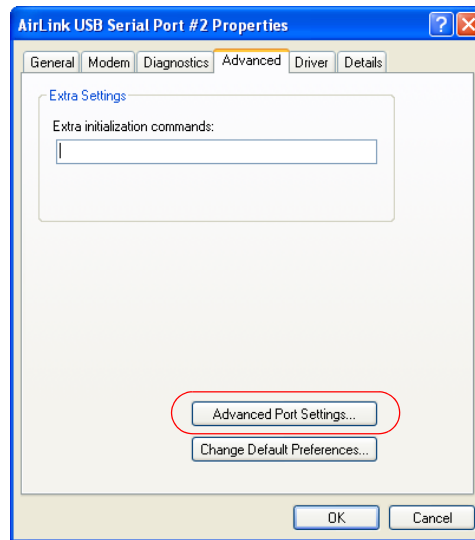 AirLink USB Serial Port #2 Properties
General Modem Diagnostics Advanced Driver Details
Extra Settings
Extra initialization commands:
Advanced Port Settings...
Change Default Preferences...
OK Cancel